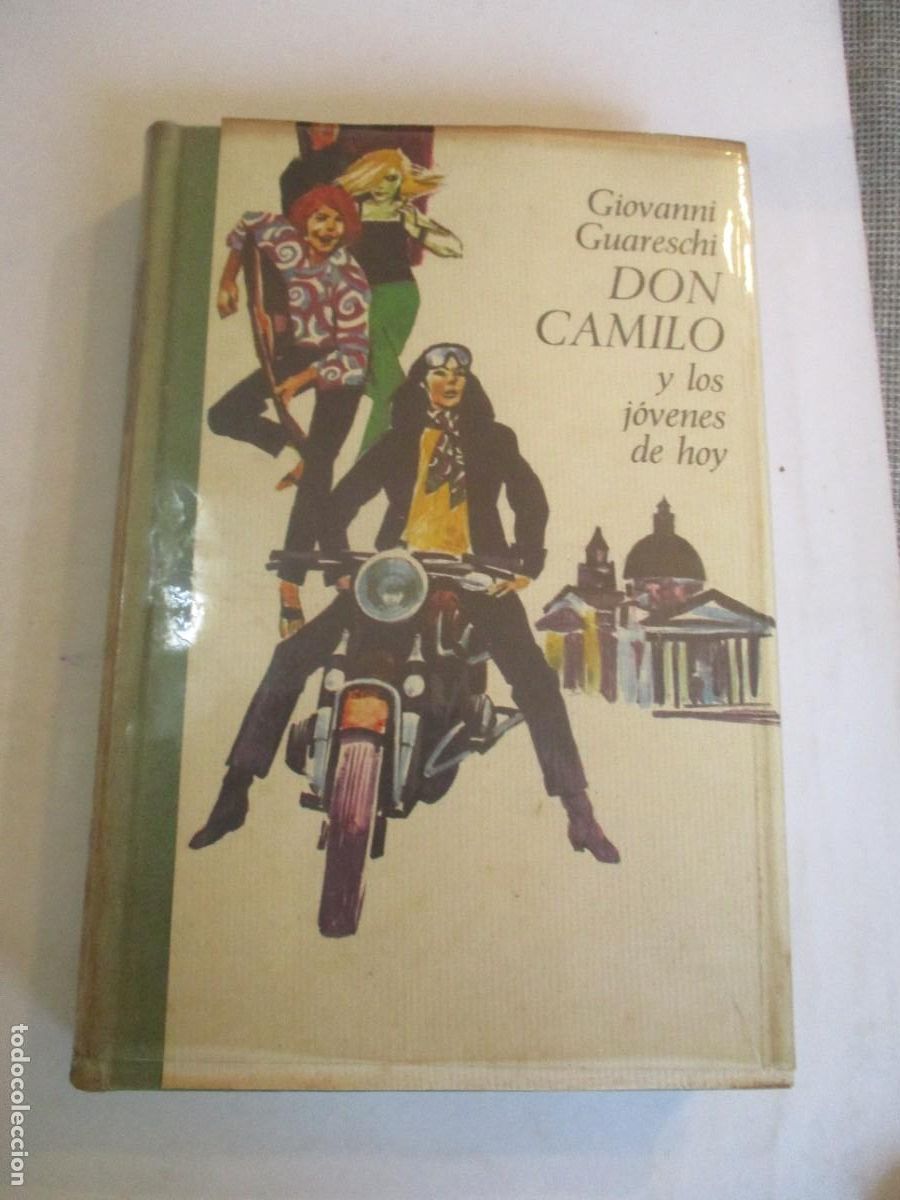 Giovanni
Guareschi
DON
CAMILO
y los
jóvenes
de hoy
todocoleccion